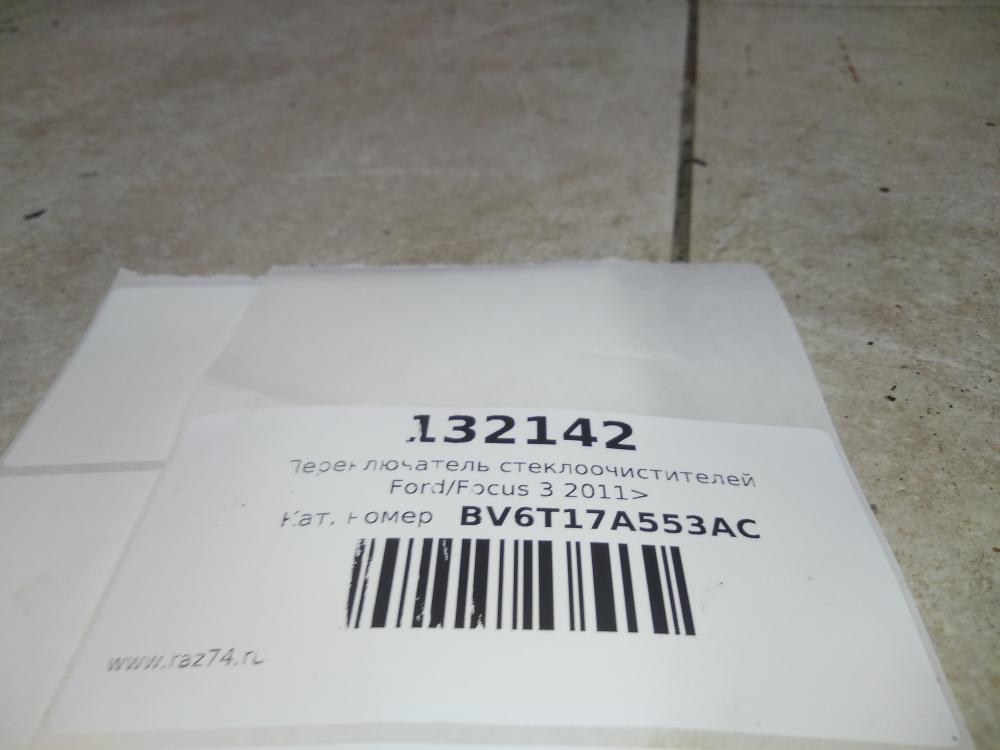 132142
Переключатель стеклоочистителей
Ford/Focus 3 2011>
Кат. номер BV6T17A553AC
www.raz74.ru